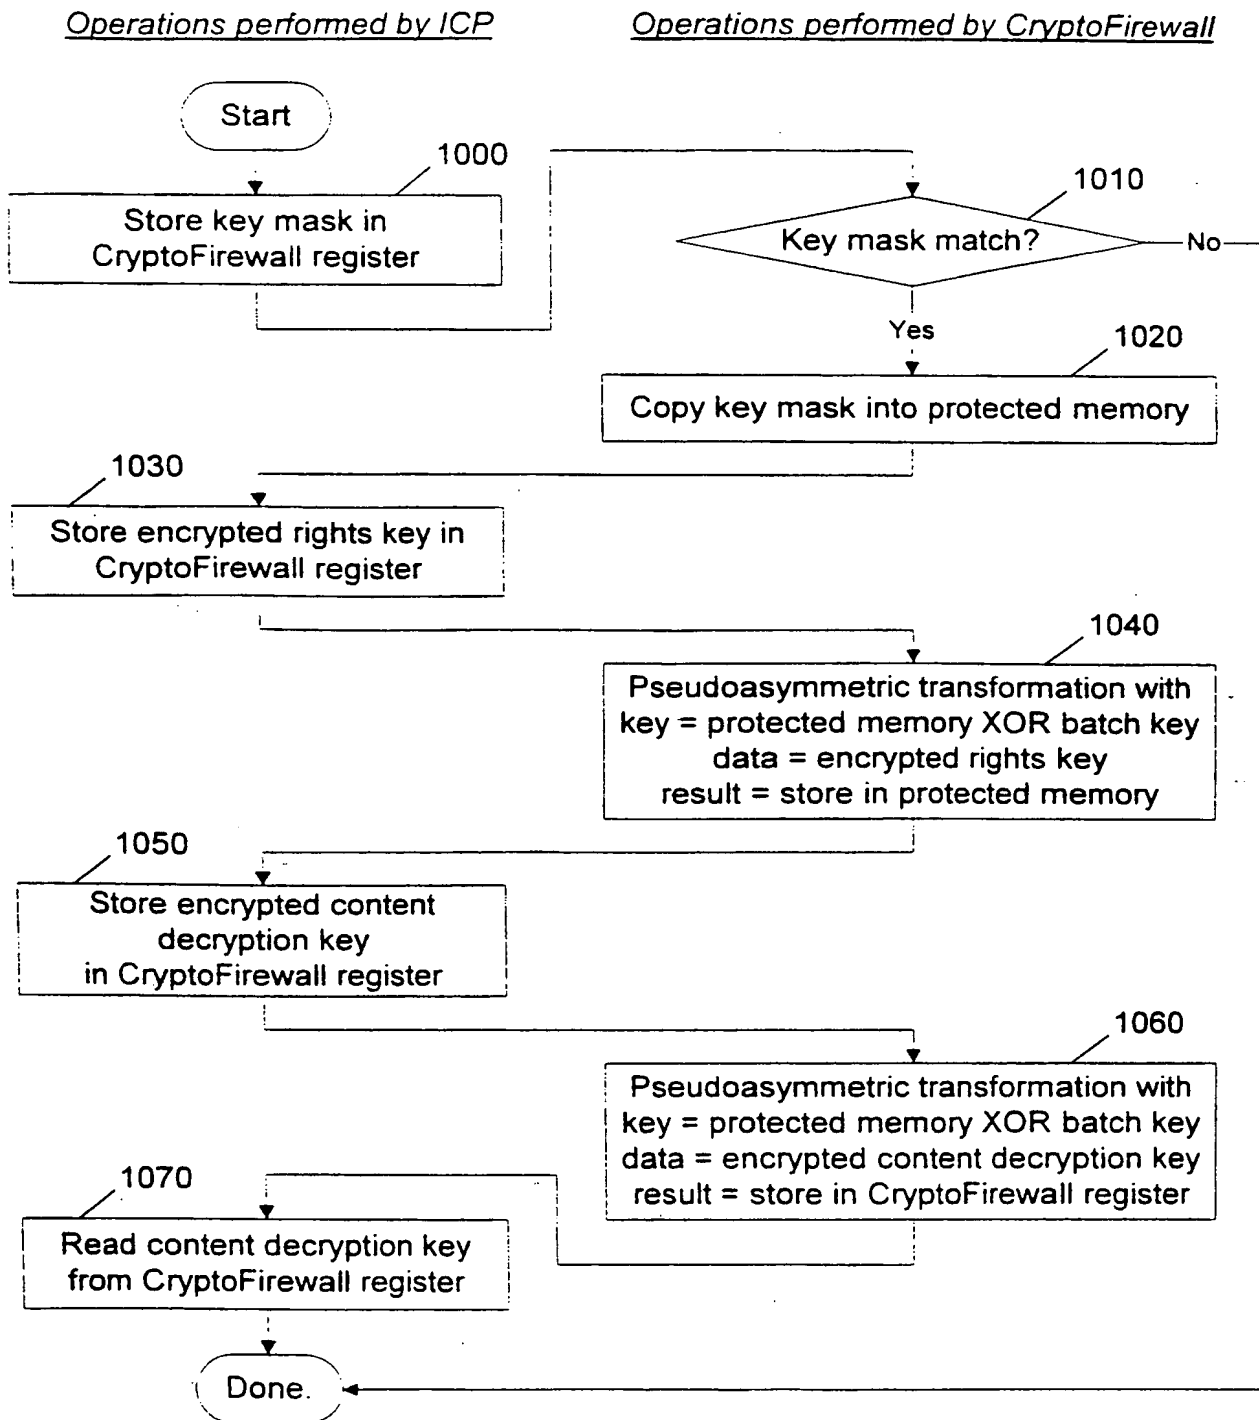 Operations performed by ICP
Operations performed by CryptoFirewall
Start
1000
Store key mask in
CryptoFirewall register
1010
Key mask match?
No
Yes
1020
Copy key mask into protected memory
1030
Store encrypted rights key in
CryptoFirewall register
1040
Pseudoasymmetric transformation with
key = protected memory XOR batch key
data = encrypted rights key
result = store in protected memory
1050
Store encrypted content
decryption key
in CryptoFirewall register
1060
Pseudoasymmetric transformation with
key = protected memory XOR batch key
data = encrypted content decryption key
result = store in CryptoFirewall register
1070
Read content decryption key
from CryptoFirewall register
Done.